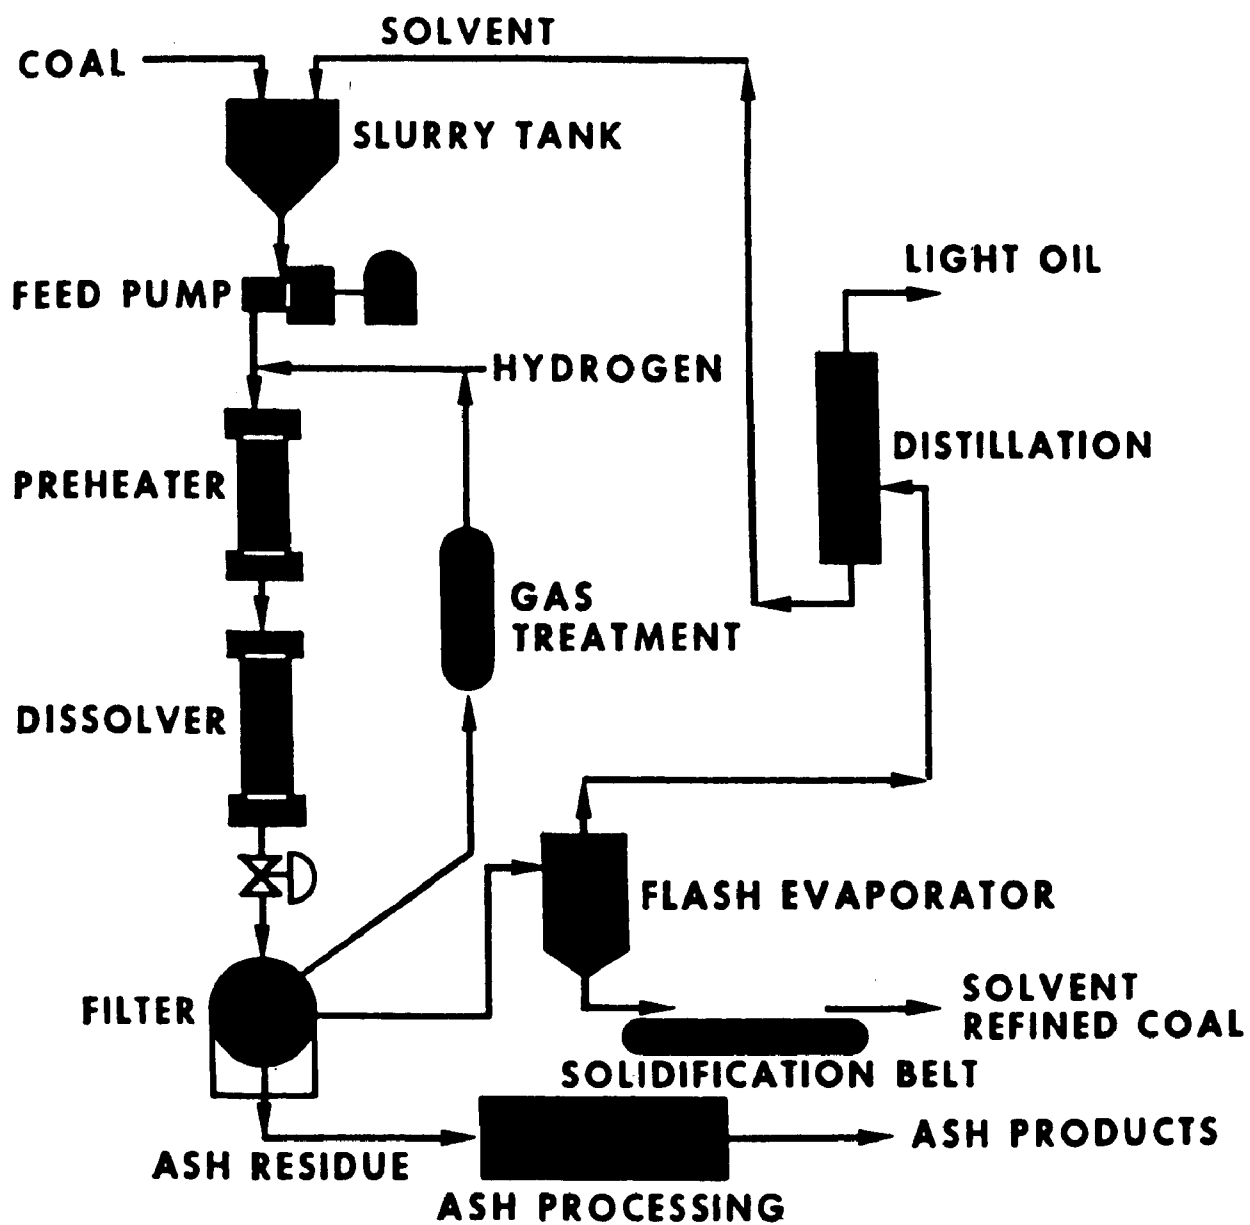 SOLVENT
COAL
SLURRY TANK
LIGHT OIL
FEED PUMP
HYDROGEN
DISTILLATION
PREHEATER
GAS
TREATMENT
DISSOLVER
FLASH EVAPORATOR
SOLVENT
REFINED COAL
FILTER
SOLIDIFICATION BELT
ASH PRODUCTS
ASH RESIDUE
ASH PROCESSING